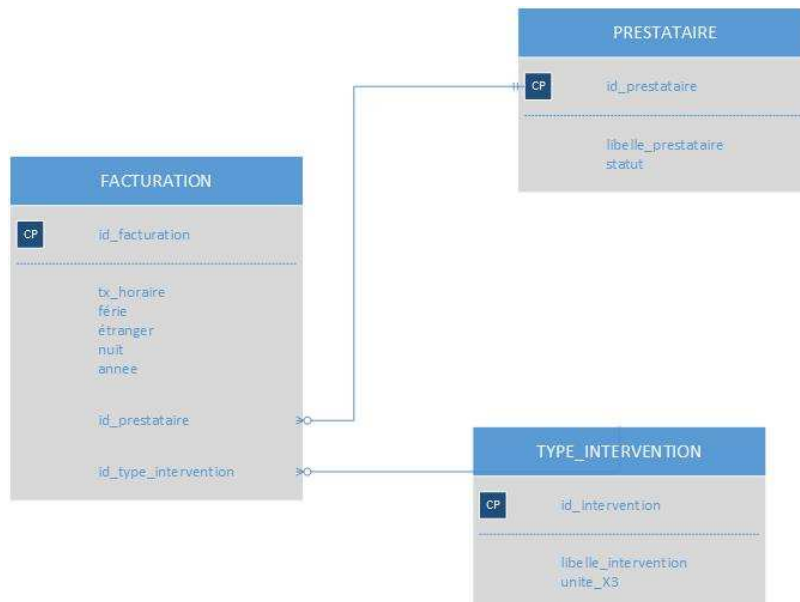 PRESTATAIRE
CP
id_prestataire
libelle_prestataire
statut
FACTURATION
CP
id_facturation
tx_horaire
férie
étranger
nuit
annee
id_prestataire
id_type_intervention
TYPE_INTERVENTION
CP
id_intervention
libelle_intervention
unite_X3